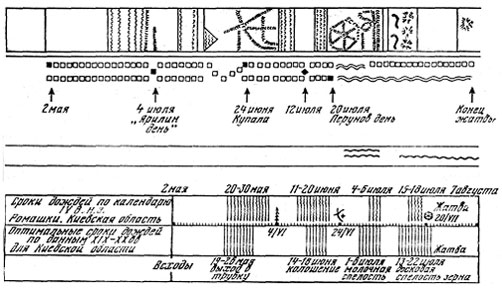 2 мая
4 июля
„Ярилин день"
24 июня
Купала
12 июля
20 июля
Перунов день
Конец жатвы
2 мая 20-30 мая 11-20 июня 4-6 июля 15-18 июля 7 августа
Сроки дождей по календарю
IV в. н.э.
Ромашки. Киевская область
4/VI
24/VI
Жатва
20/VII
Оптимальные сроки дождей
по данным XIX-XX вв
для Киевской области
Жатва
Всходы
19-28 мая
выход в
трубку
14-18 июня
колошение
1-6 июля
молочная
спелость
13-22 июля
восковая
спелость зерна